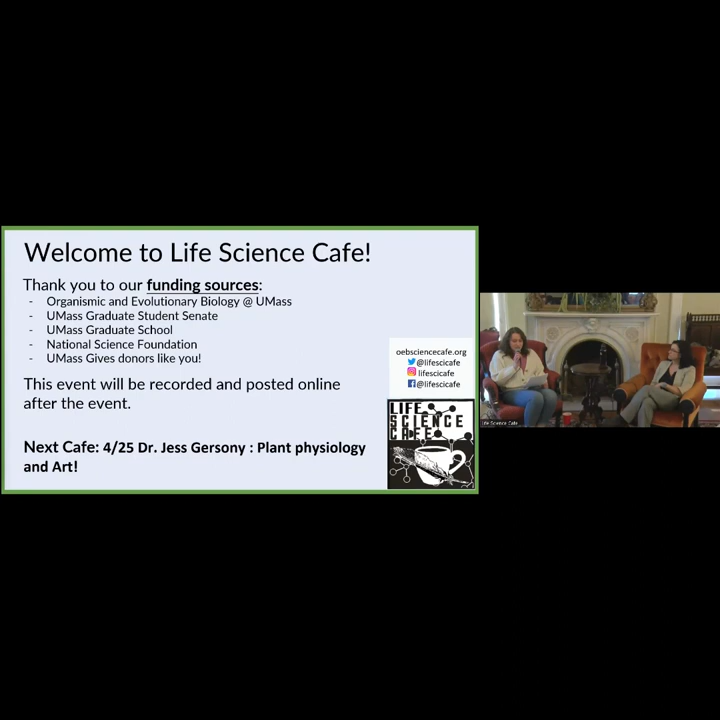 Welcome to Life Science Cafe!
Thank you to our funding sources:
- Organismic and Evolutionary Biology @ UMass
- UMass Graduate Student Senate
- UMass Graduate School
- National Science Foundation
- UMass Gives donors like you!
This event will be recorded and posted online
after the event.
Next Cafe: 4/25 Dr. Jess Gersony : Plant physiology
and Art!
oebsciencecafe.org
@lifescicafe
lifescicafe
@lifescicafe
LIFE
SCIENCE
CAFE
Life Science Cafe